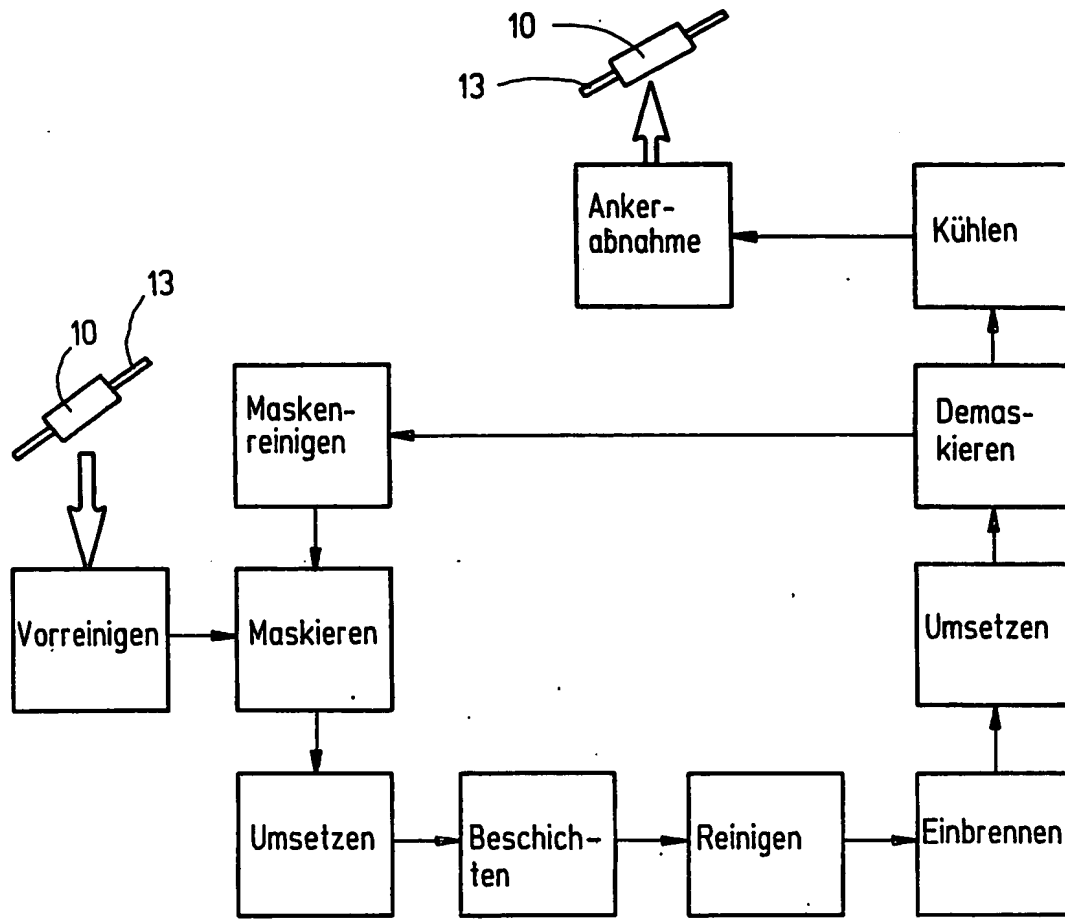 10
13
Anker-
abnahme
Kühlen
13
10
Masken-
reinigen
Demas-
kieren
Vorreinigen
Maskieren
Umsetzen
Umsetzen
Beschich-
ten
Reinigen
Einbrennen